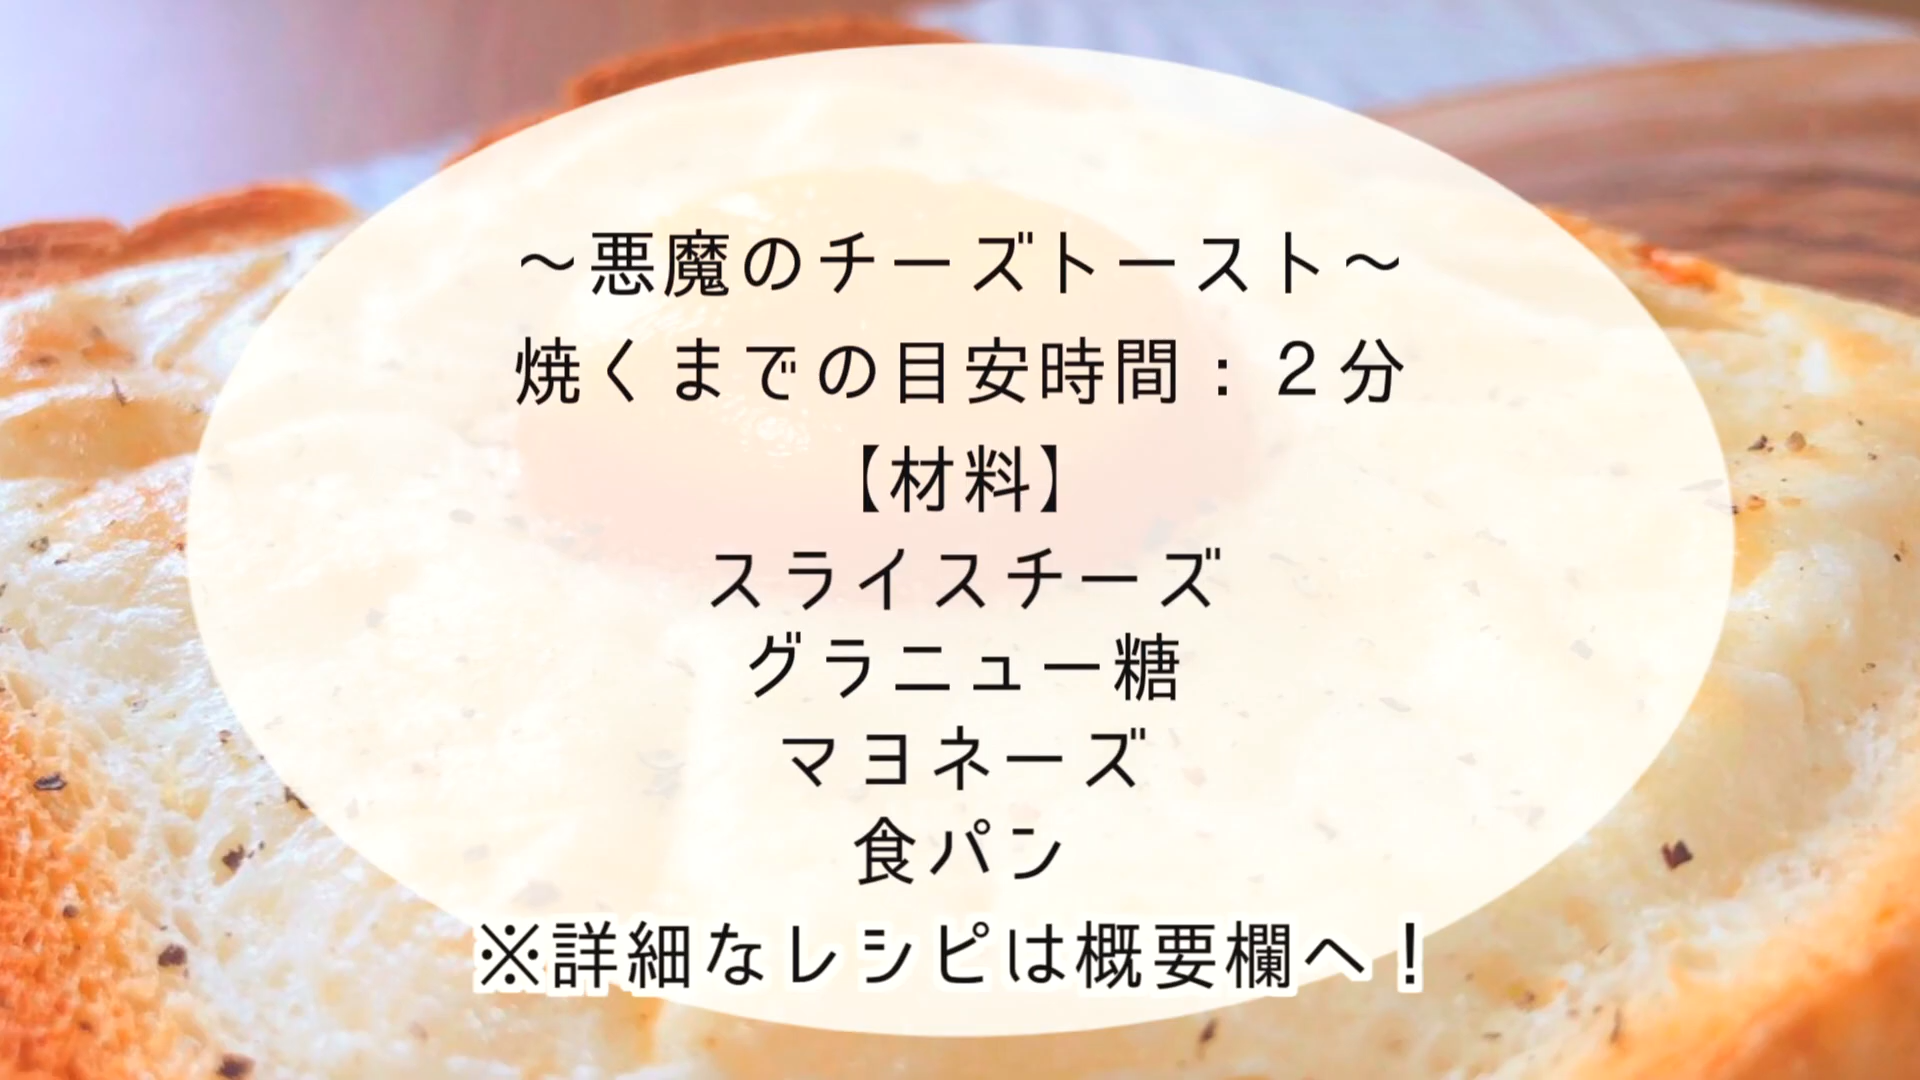 ～悪魔のチーズトースト～
焼くまでの目安時間：２分
【材料】
スライスチーズ
グラニュー糖
マヨネーズ
食パン
※詳細なレシピは概要欄へ！